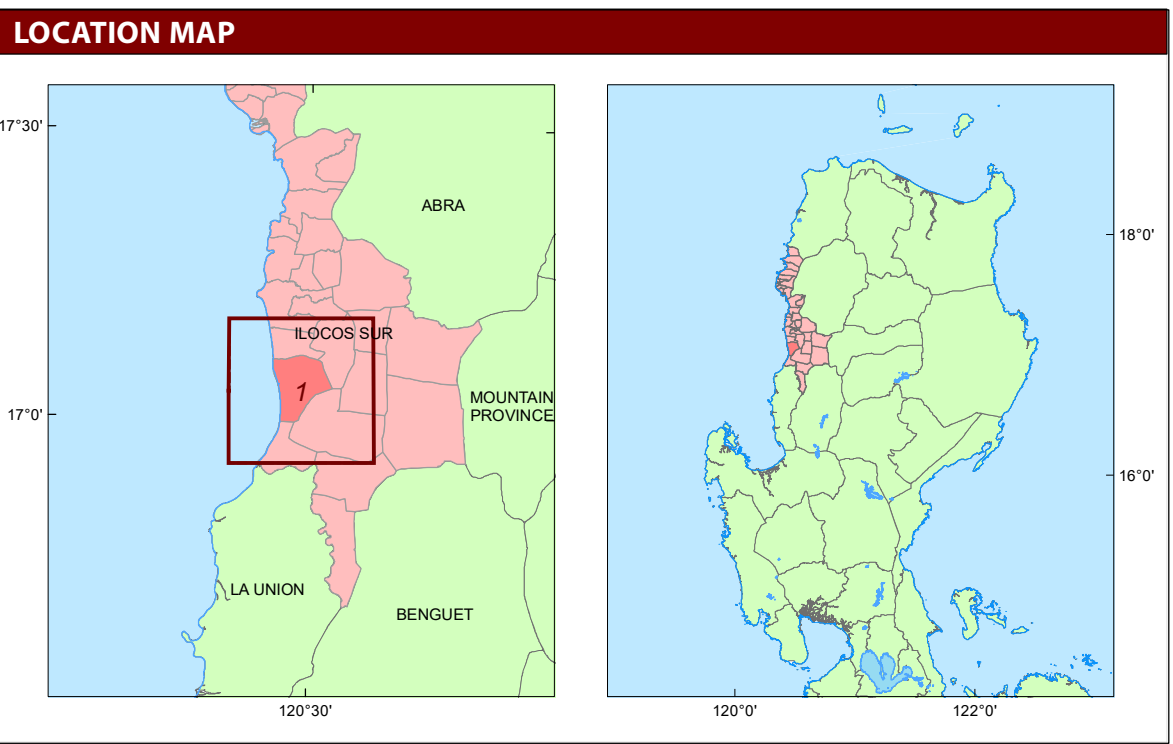 LOCATION MAP
17°30'
ABRA
ILOCOS SUR
1
17°0'
MOUNTAIN
PROVINCE
LA UNION
BENGUET
120°30'
18°0'
16°0'
120°0'
122°0'